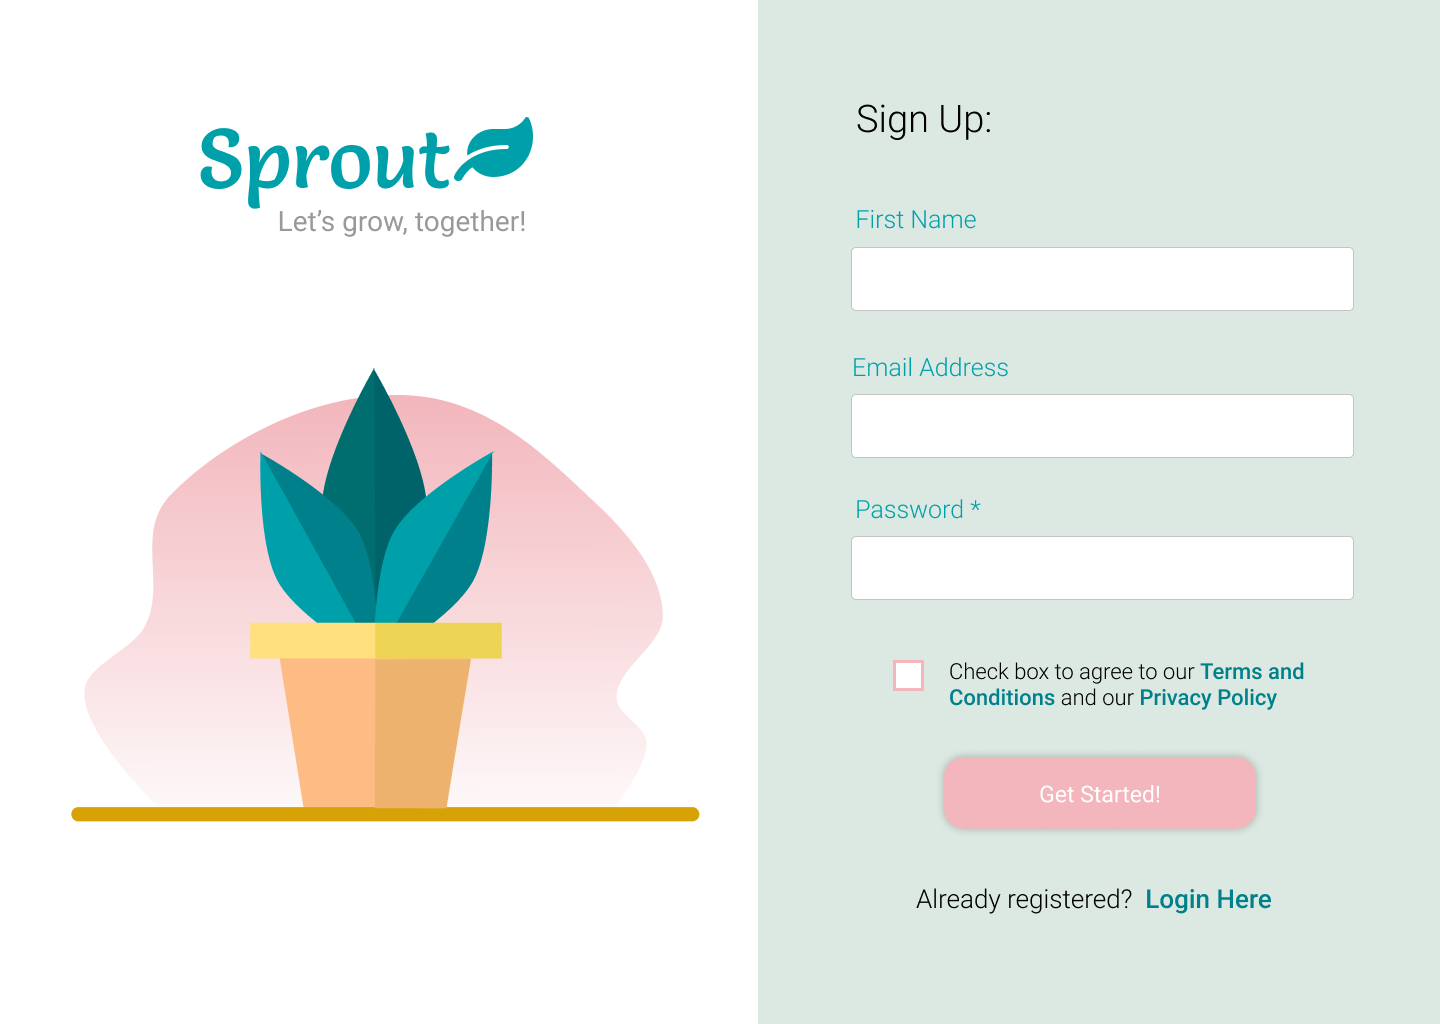 Sprout
Let’s grow, together!
Sign Up:
First Name
Email Address
Password *
Check box to agree to our Terms and
Conditions and our Privacy Policy
Get Started!
Already registered? Login Here